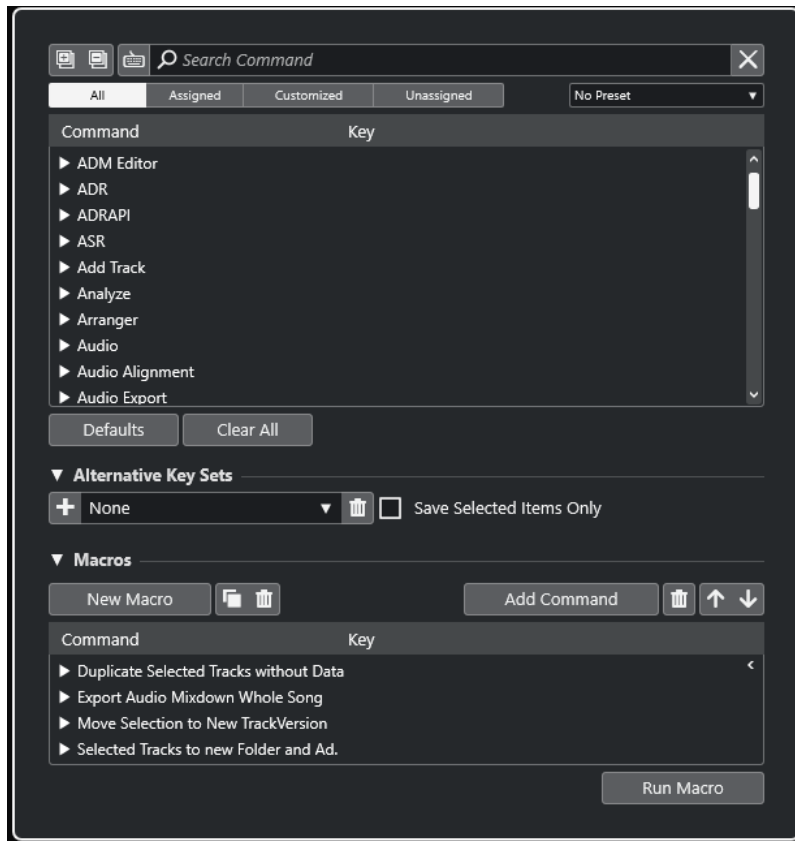 Search Command
All Assigned Customized Unassigned No Preset
Command Key
ADM Editor
ADR
ADRAPI
ASR
Add Track
Analyze
Arranger
Audio
Audio Alignment
Audio Export
Defaults Clear All
Alternative Key Sets
None Save Selected Items Only
Macros
New Macro Add Command
Command Key
Duplicate Selected Tracks without Data
Export Audio Mixdown Whole Song
Move Selection to New TrackVersion
Selected Tracks to new Folder and Ad.
Run Macro